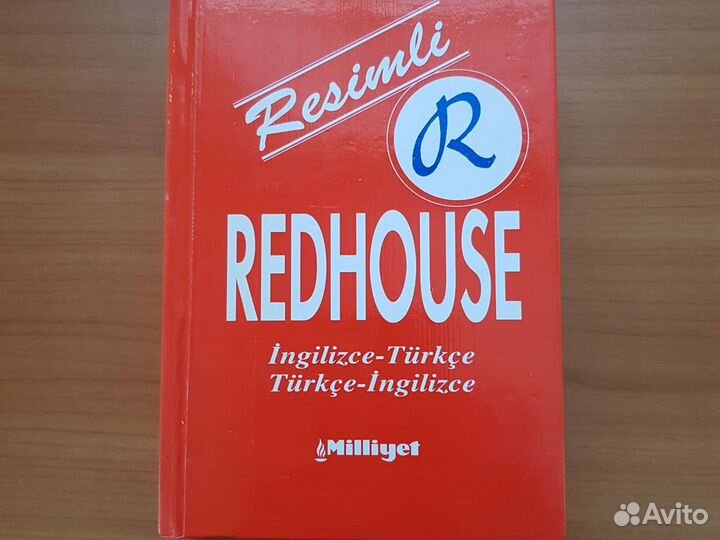 Resimli
R
REDHOUSE
İngilizce-Türkçe
Türkçe-İngilizce
Milliyet
Avito